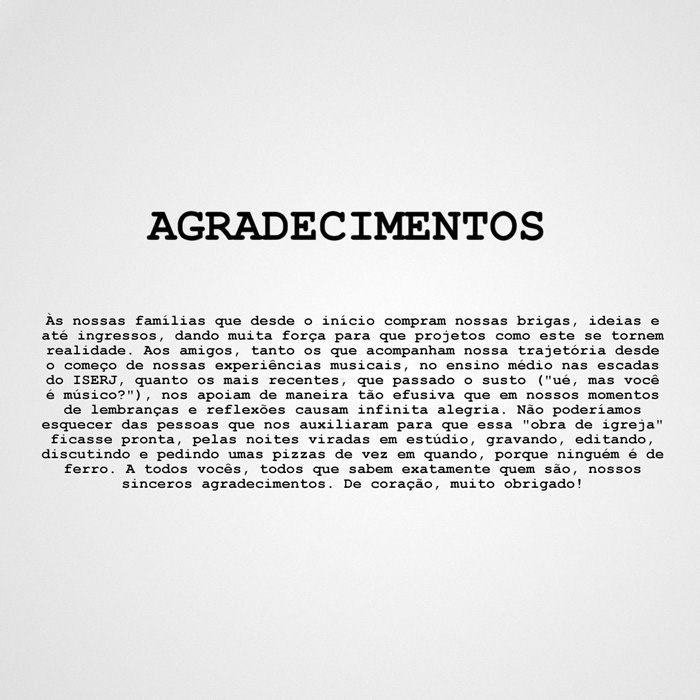 AGRADECIMENTOS
Às nossas famílias que desde o início compram nossas brigas, ideias e
até ingressos, dando muita força para que projetos como este se tornem
realidade. Aos amigos, tanto os que acompanham nossa trajetória desde
o começo de nossas experiências musicais, no ensino médio nas escadas
do ISERJ, quanto os mais recentes, que passado o susto ("ué, mas você
é músico?"), nos apoiam de maneira tão efusiva que em nossos momentos
de lembranças e reflexões causam infinita alegria. Não poderíamos
esquecer das pessoas que nos auxiliaram para que essa "obra de igreja"
ficasse pronta, pelas noites viradas em estúdio, gravando, editando,
discutindo e pedindo umas pizzas de vez em quando, porque ninguém é de
ferro. A todos vocês, todos que sabem exatamente quem são, nossos
sinceros agradecimentos. De coração, muito obrigado!